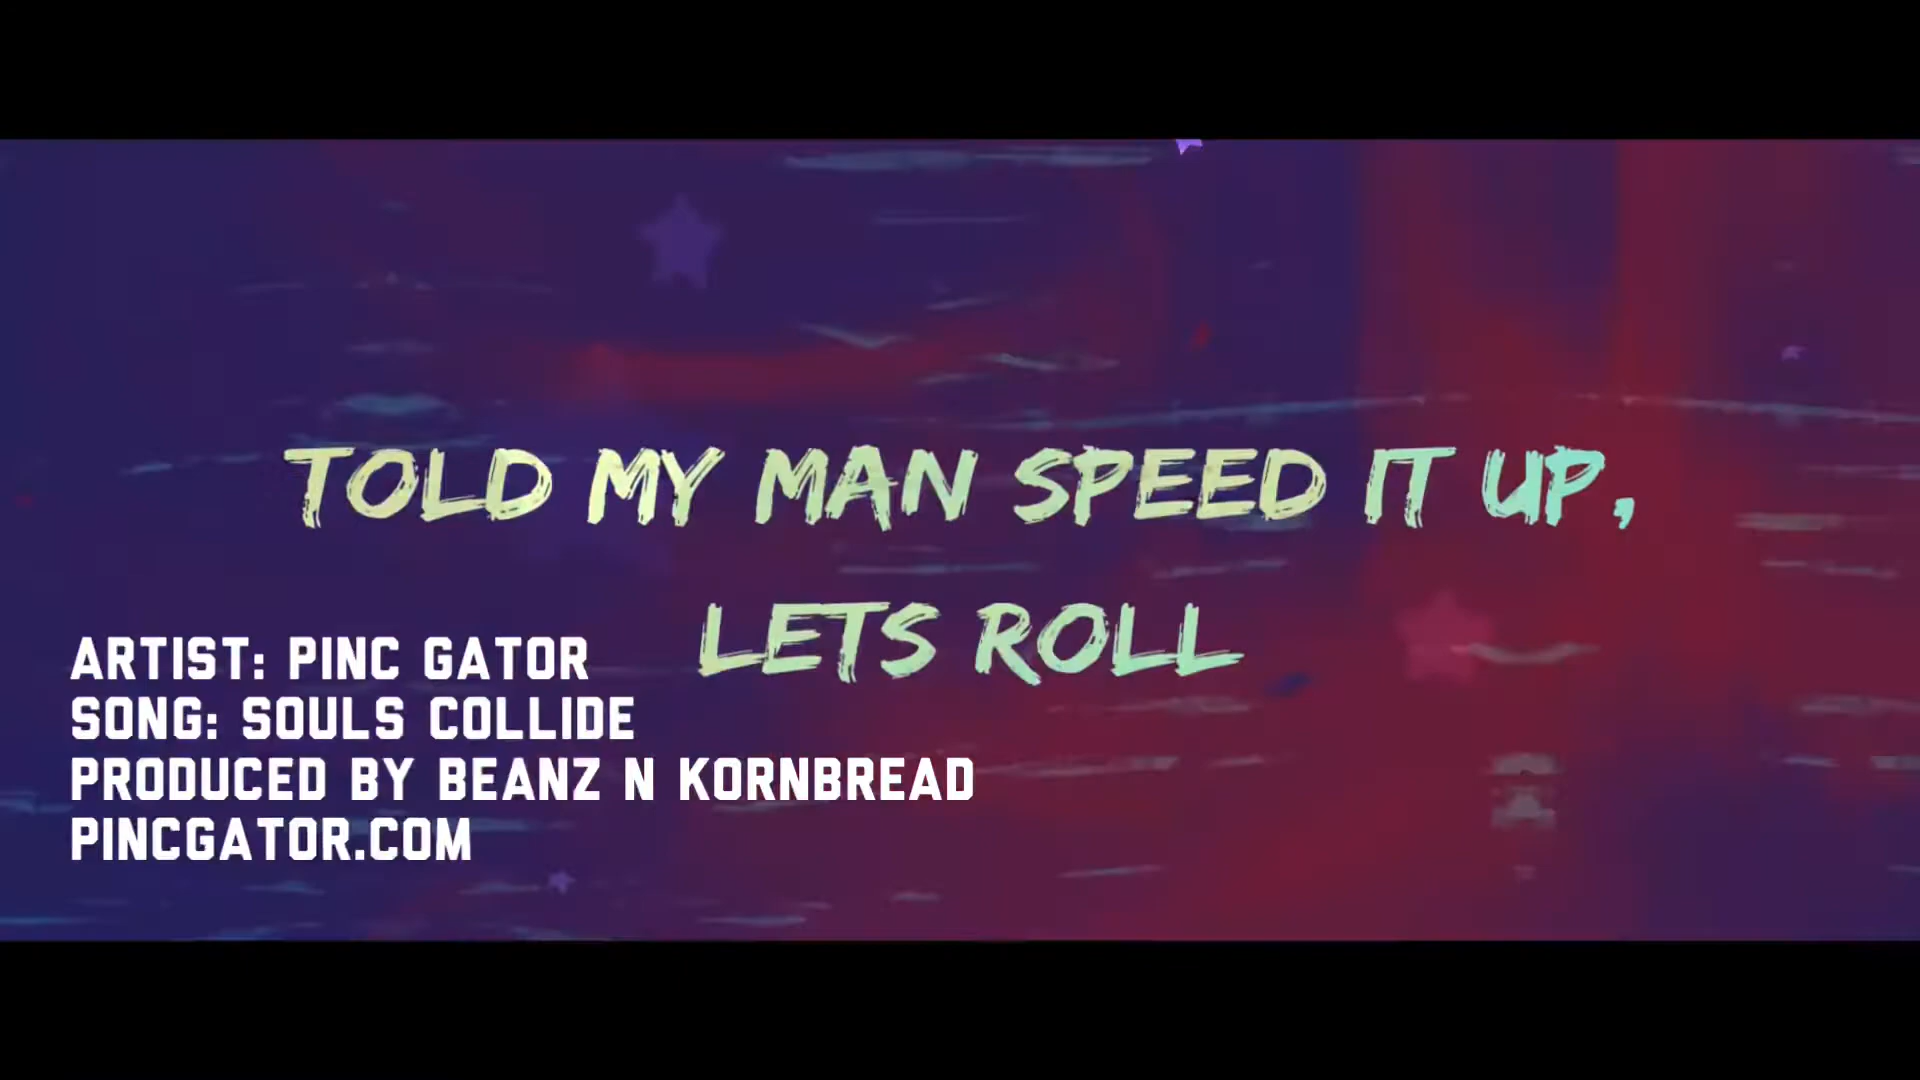 TOLD MY MAN SPEED IT UP,
LETS ROLL
ARTIST: PINC GATOR
SONG: SOULS COLLIDE
PRODUCED BY BEANZ N KORNBREAD
PINCGATOR.COM